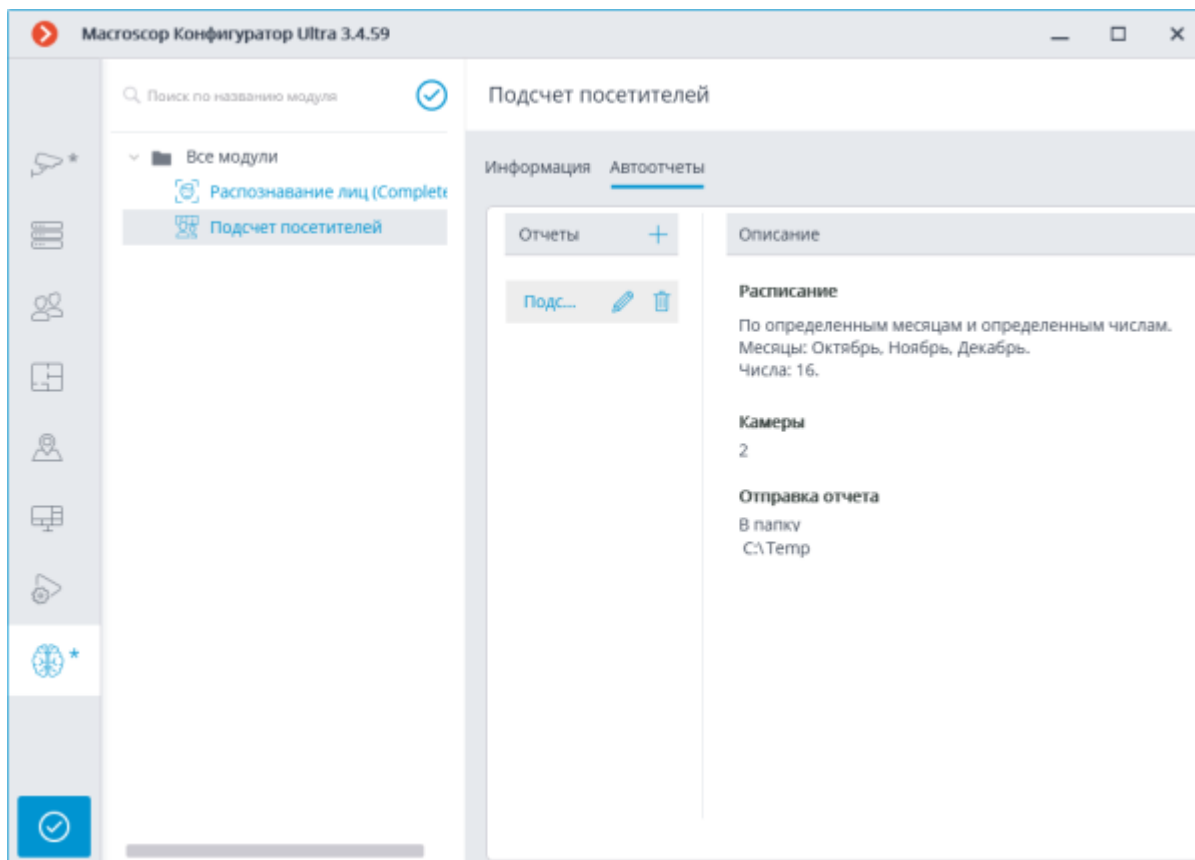 Macroscop Конфигуратор Ultra 3.4.59
Поиск по названию модуля
Все модули
Распознавание лиц (Complete
Подсчет посетителей
Подсчет посетителей
Информация Автоотчеты
Отчеты
Подс...
Описание
Расписание
По определенным месяцам и определенным числам.
Месяцы: Октябрь, Ноябрь, Декабрь.
Числа: 16.
Камеры
2
Отправка отчета
В папку
C:\Temp